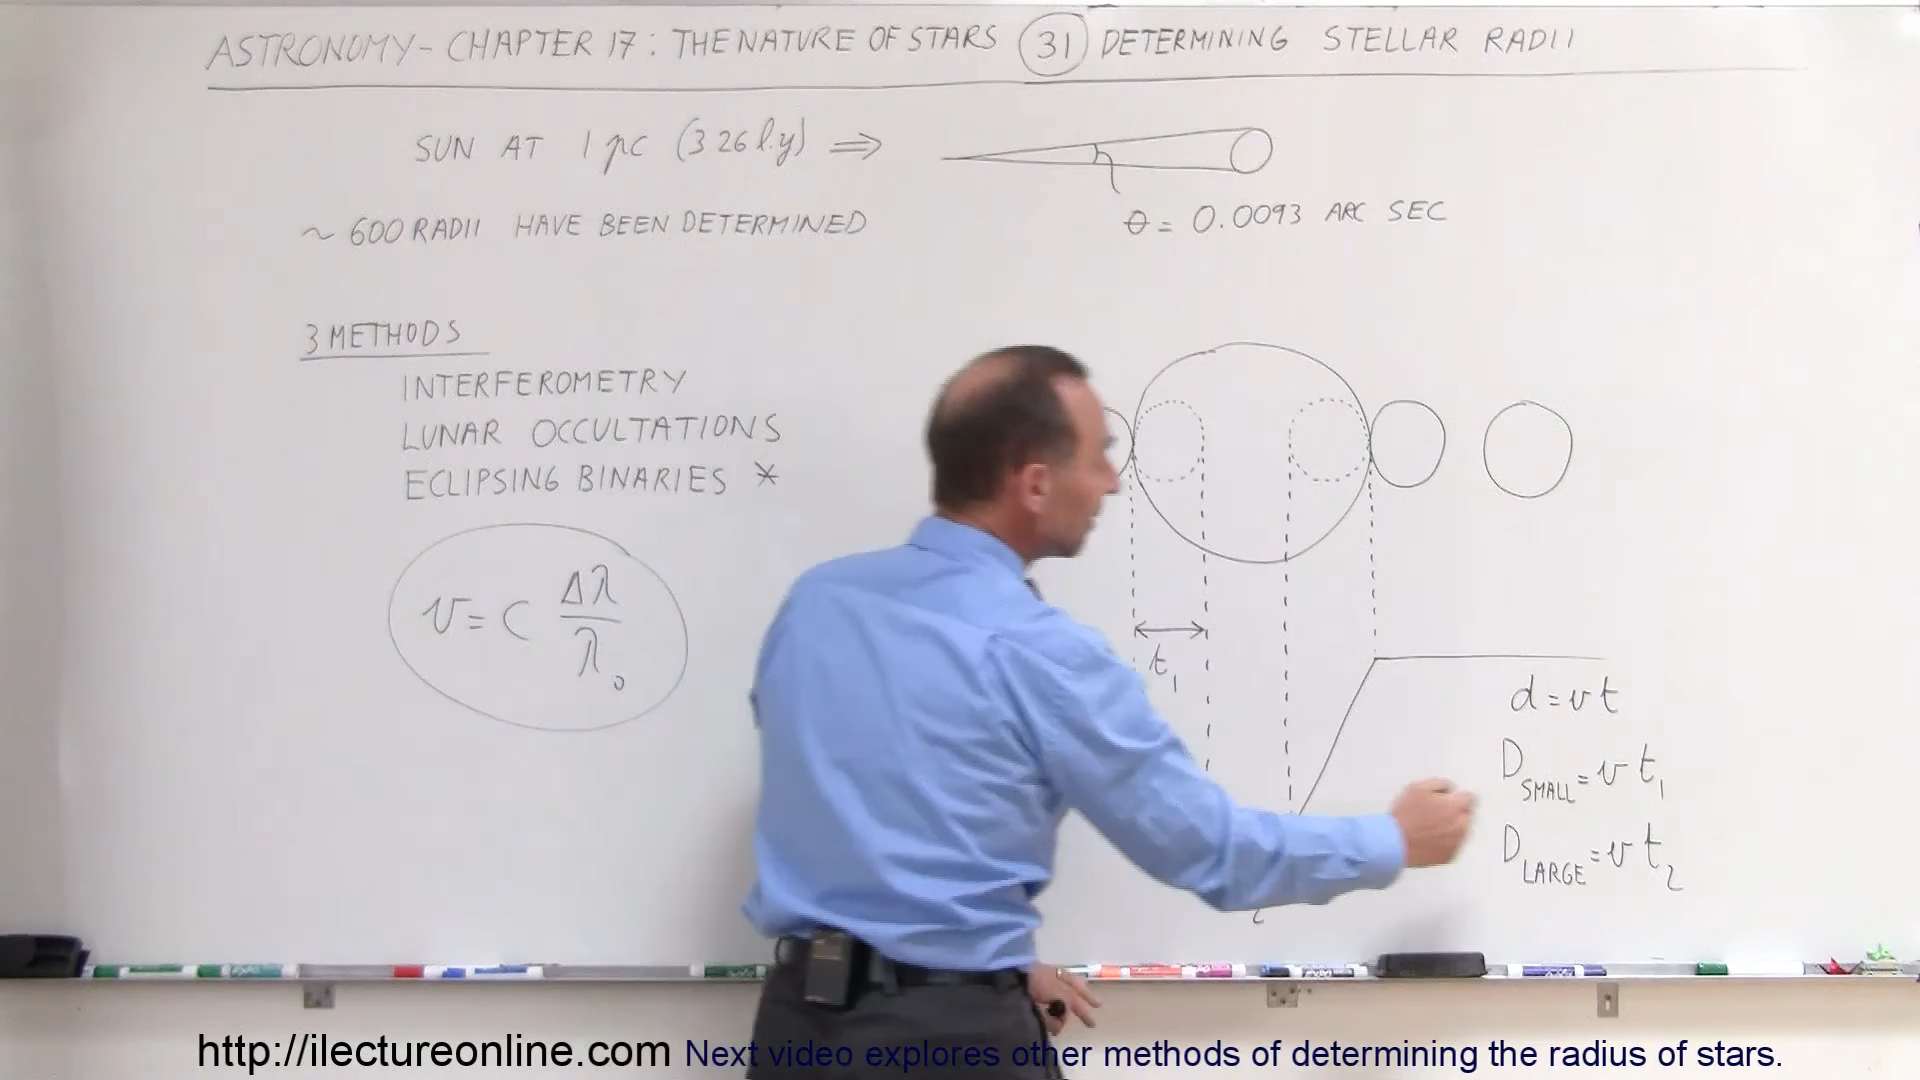 ASTRONOMY - CHAPTER 17: THE NATURE OF STARS 31 DETERMINING STELLAR RADII
SUN AT 1 pc (3 26 l.y) ⇒
~ 600 RADII HAVE BEEN DETERMINED
θ = 0.0093 ARC SEC
3 METHODS
INTERFEROMETRY
LUNAR OCCULTATIONS
ECLIPSING BINARIES *
v = c Δλ/λ₀
t₁
d = v t
D SMALL = v t₁
D LARGE = v t₂
http://ilectureonline.com Next video explores other methods of determining the radius of stars.